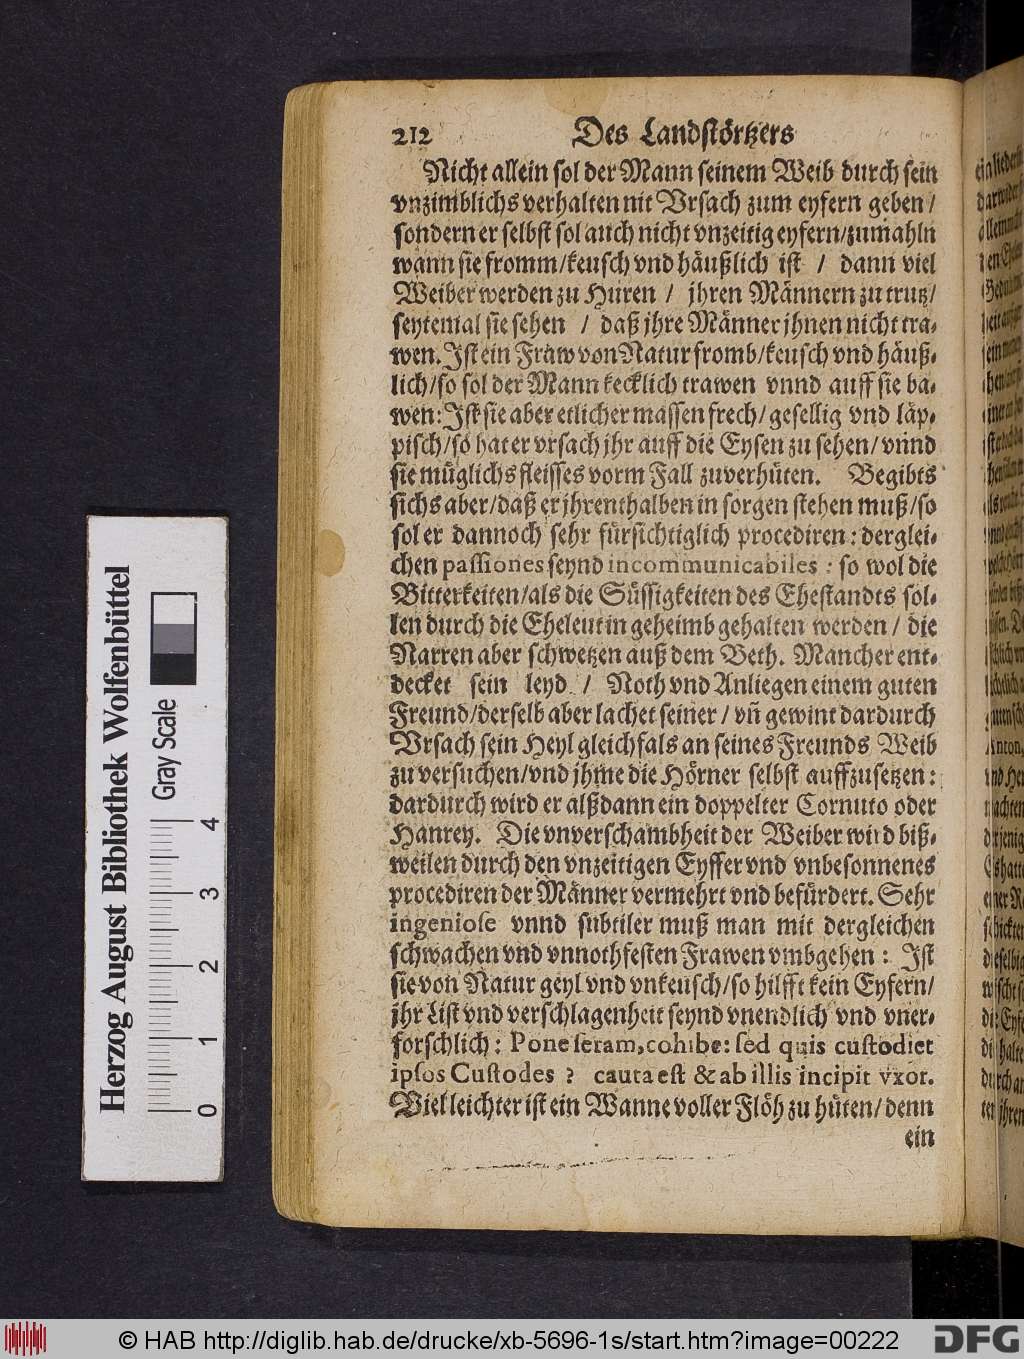 212 Des Landstörtzers
Nicht allein sol der Mann seinem Weib durch sein
vnzimblichs verhalten nit Vrsach zum eyfern geben /
sondern er selbst sol auch nicht vnzeitig eyfern/zumahln
wann sie fromm/keusch vnd häußlich ist / dann viel
Weiber werden zu Huren / jhren Männern zu trutz/
seytemal sie sehen / daß jhre Männer jhnen nicht tra-
wen. Ist ein Fraw von Natur fromb/keusch vnd häuß-
lich/so sol der Mann kecklich trawen vnnd auff sie ba-
wen: Ist sie aber etlicher massen frech/ gesellig vnd läp-
pisch/so hat er vrsach jhr auff die Eysen zu sehen/ vnnd
sie müglichs fleisses vorm Fall zuverhüten. Begibts
sichs aber/daß er jhrenthalben in sorgen stehen muß/so
sol er dannoch sehr fürsichtiglich procediren: derglei-
chen passiones seynd incommunicabiles : so wol die
Bitterkeiten/als die Süssigkeiten des Ehestandts sol-
len durch die Eheleut in geheimb gehalten werden / die
Narren aber schwetzen auß dem Beth. Mancher ent-
decket sein leyd / Noth vnd Anliegen einem guten
Freund/derselb aber lachet seiner / vñ gewint dardurch
Vrsach sein Heyl gleichfals an seines Freunds Weib
zu versuchen/vnd jhme die Hörner selbst auffzusetzen:
dardurch wird er alßdann ein doppelter Cornuto oder
Hanrey. Die vnverschambheit der Weiber wird biß-
weilen durch den vnzeitigen Eyffer vnd vnbesonnenes
procediren der Männer vermehrt vnd befürdert. Sehr
ingeniose vnnd subtiler muß man mit dergleichen
schwachen vnd vnnothfesten Frawen vmbgehen : Ist
sie von Natur geyl vnd vnkeusch/so hilfft kein Eyfern/
jhr List vnd verschlagenheit seynd vnendlich vnd vner-
forschlich: Pone seram, cohibe: sed quis custodiet
ipsos Custodes ? cauta est & ab illis incipit vxor.
Viel leichter ist ein Wanne voller Flöh zu hüten/denn
ein
Herzog August Bibliothek Wolfenbüttel
Gray Scale
0 1 2 3 4
© HAB http://diglib.hab.de/drucke/xb-5696-1s/start.htm?image=00222
DFG